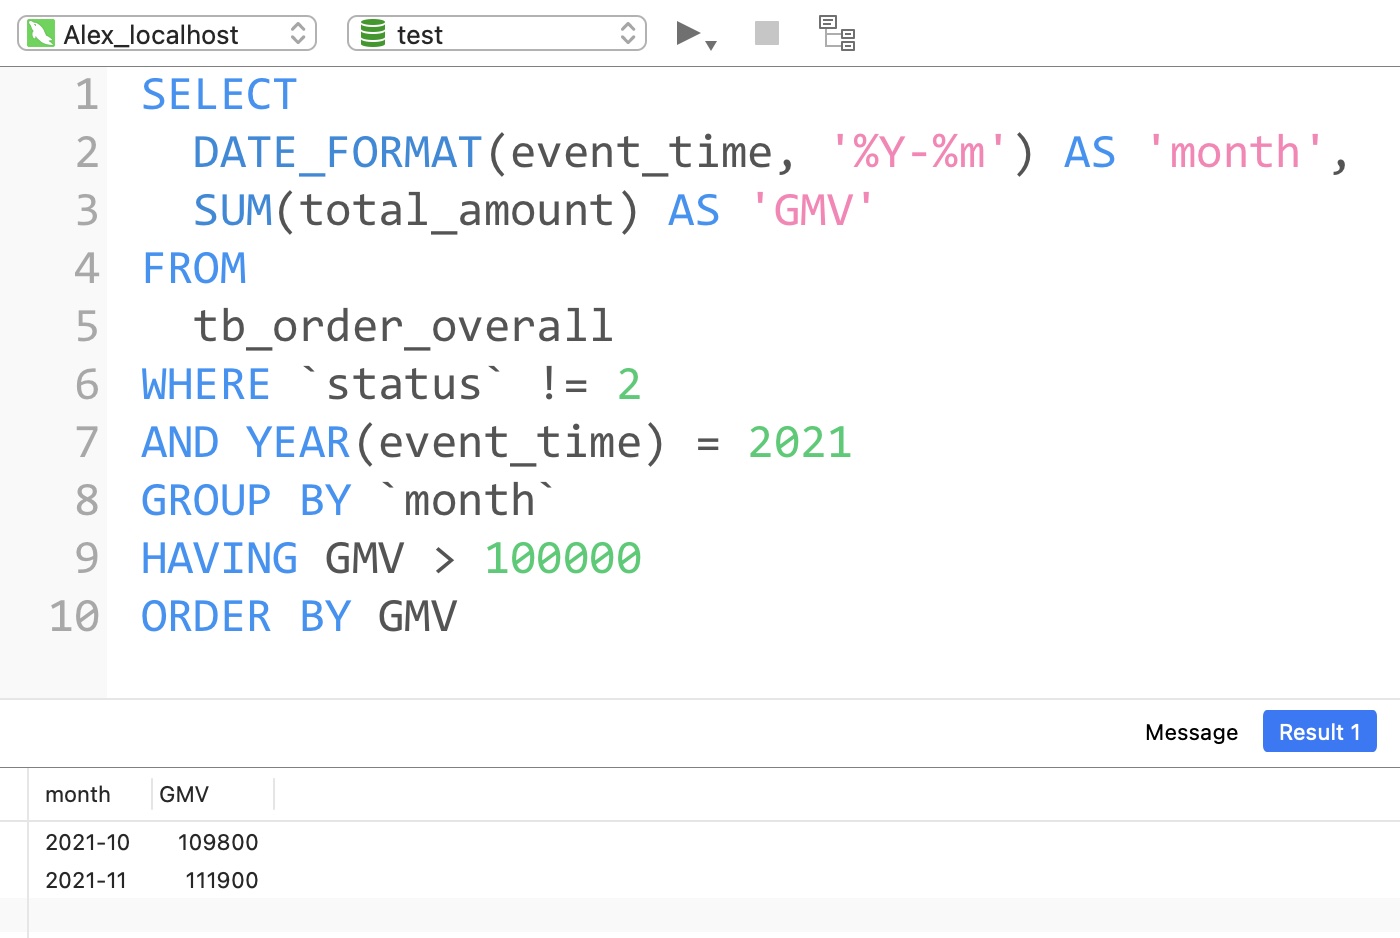 Alex_localhost test
1 SELECT
2 DATE_FORMAT(event_time, '%Y-%m') AS 'month',
3 SUM(total_amount) AS 'GMV'
4 FROM
5 tb_order_overall
6 WHERE `status` != 2
7 AND YEAR(event_time) = 2021
8 GROUP BY `month`
9 HAVING GMV > 100000
10 ORDER BY GMV
Message Result 1
month GMV
2021-10 109800
2021-11 111900